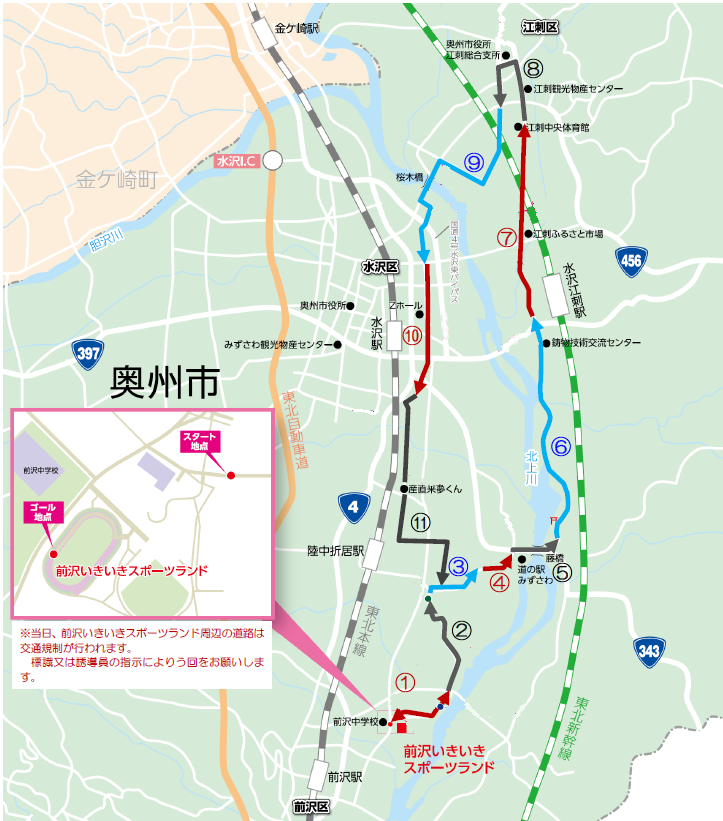 金ケ崎駅
江刺区
奥州市役所
江刺総合支所
⑧
江刺観光物産センター
江刺中央体育館
水沢I.C
⑨
桜木橋
金ケ崎町
胆沢川
国道4号水沢東バイパス
⑦
江刺ふるさと市場
456
水沢区
水沢江刺駅
奥州市役所
Zホール
水沢駅
⑩
みずさわ観光物産センター
鋳物技術交流センター
397
奥州市
東北自動車道
スタート
地点
前沢中学校
ゴール
地点
前沢いきいきスポーツランド
北上川
⑥
産直来夢くん
4
⑪
陸中折居駅
③
④
道の駅
みずさわ
藤橋
⑤
②
※当日、前沢いきいきスポーツランド周辺の道路は
交通規制が行われます。
標識又は誘導員の指示によりう回をお願いしま
す。
東北本線
343
①
前沢中学校
前沢いきいき
スポーツランド
東北新幹線
前沢駅
前沢区